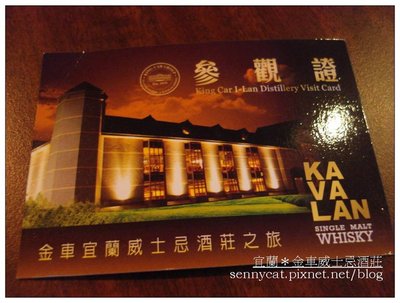 參觀證
King Car I-Lan Distillery Visit Card
KA
VA
LAN
SINGLE MALT
WHISKY
金車宜蘭威士忌酒莊之旅
宜蘭＊金車威士忌酒莊
sennycat.pixnet.net/blog